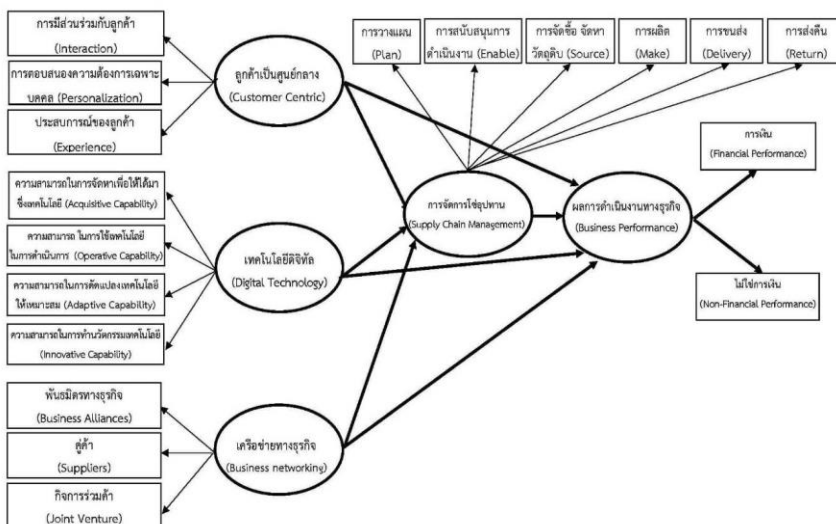 การมีส่วนร่วมกับลูกค้า
(Interaction)
การตอบสนองความต้องการเฉพาะ
บุคคล (Personalization)
ประสบการณ์ของลูกค้า
(Experience)
ลูกค้าเป็นศูนย์กลาง
(Customer Centric)
การวางแผน
(Plan)
การสนับสนุนการ
ดำเนินงาน (Enable)
การจัดซื้อ จัดหา
วัตถุดิบ (Source)
การผลิต
(Make)
การขนส่ง
(Delivery)
การส่งคืน
(Return)
ความสามารถในการจัดหาเพื่อให้ได้มา
ซึ่งเทคโนโลยี (Acquisitive Capability)
ความสามารถ ในการใช้เทคโนโลยี
ในการดำเนินการ (Operative Capability)
ความสามารถในการดัดแปลงเทคโนโลยี
ให้เหมาะสม (Adaptive Capability)
ความสามารถในการทำนวัตกรรมเทคโนโลยี
(Innovative Capability)
เทคโนโลยีดิจิทัล
(Digital Technology)
การจัดการโซ่อุปทาน
(Supply Chain Management)
ผลการดำเนินงานทางธุรกิจ
(Business Performance)
การเงิน
(Financial Performance)
ไม่ใช่การเงิน
(Non-Financial Performance)
พันธมิตรทางธุรกิจ
(Business Alliances)
คู่ค้า
(Suppliers)
กิจการร่วมค้า
(Joint Venture)
เครือข่ายทางธุรกิจ
(Business networking)